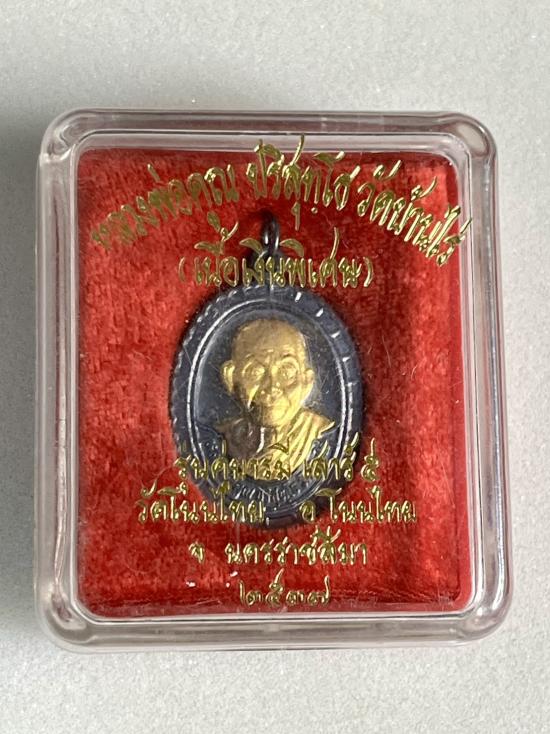 หลวงพ่อคูณ ปริสุทฺโธ วัดบ้านไร่
(เนื้อเงินพิเศษ)
รุ่นคู่บารมี เสาร์ ๕
วัดโนนไทย อ โนนไทย
จ นครราชสีมา
๒๕๓๗